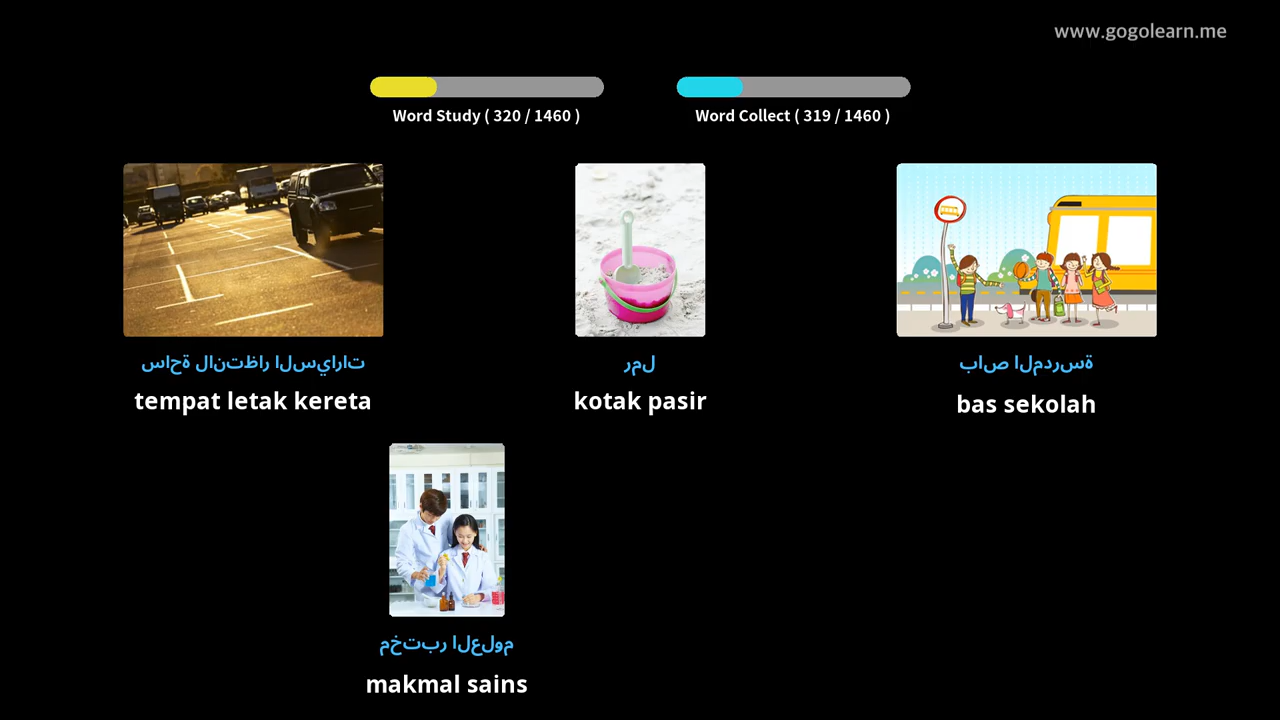 www.gogolearn.me
Word Study ( 320 / 1460 )
Word Collect ( 319 / 1460 )
ساحة لانتظار السيارات
tempat letak kereta
رمل
kotak pasir
باص المدرسة
bas sekolah
مختبر العلوم
makmal sains